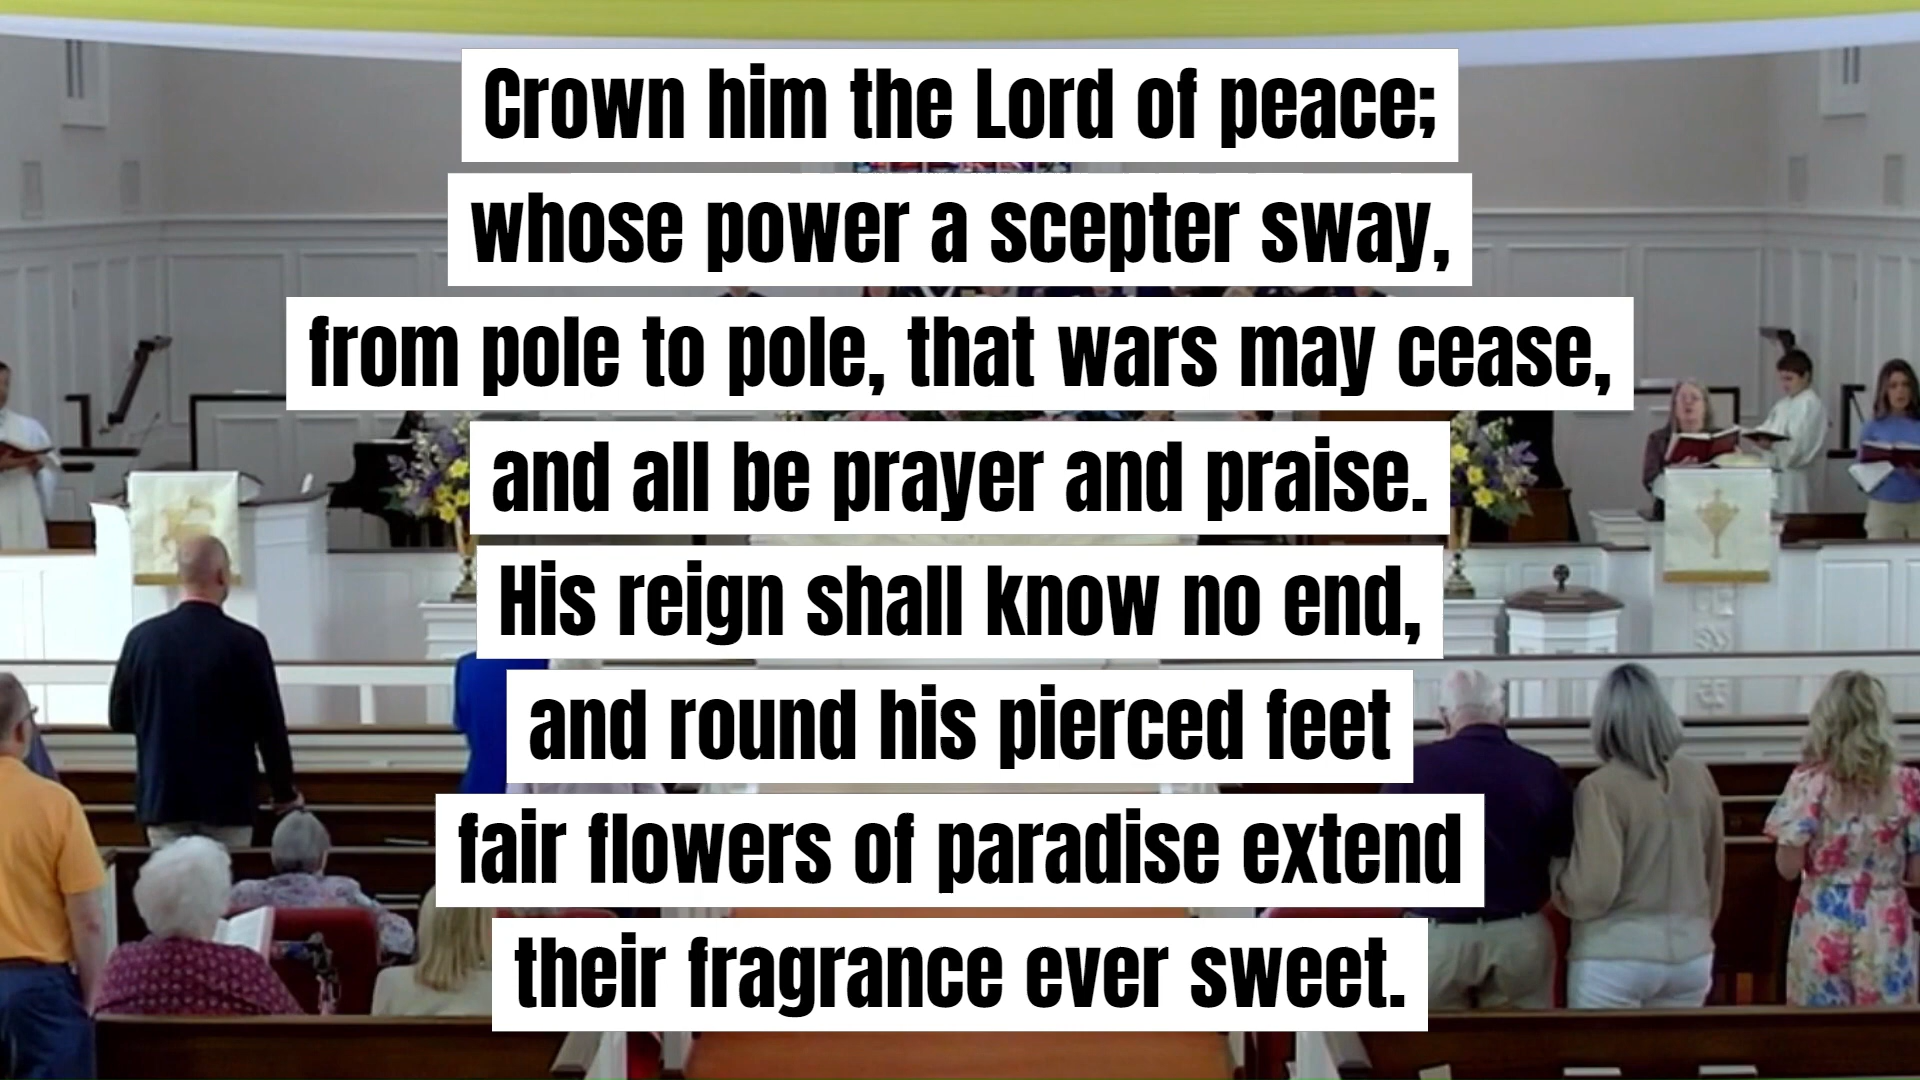 Crown him the Lord of peace;
whose power a scepter sway,
from pole to pole, that wars may cease,
and all be prayer and praise.
His reign shall know no end,
and round his pierced feet
fair flowers of paradise extend
their fragrance ever sweet.